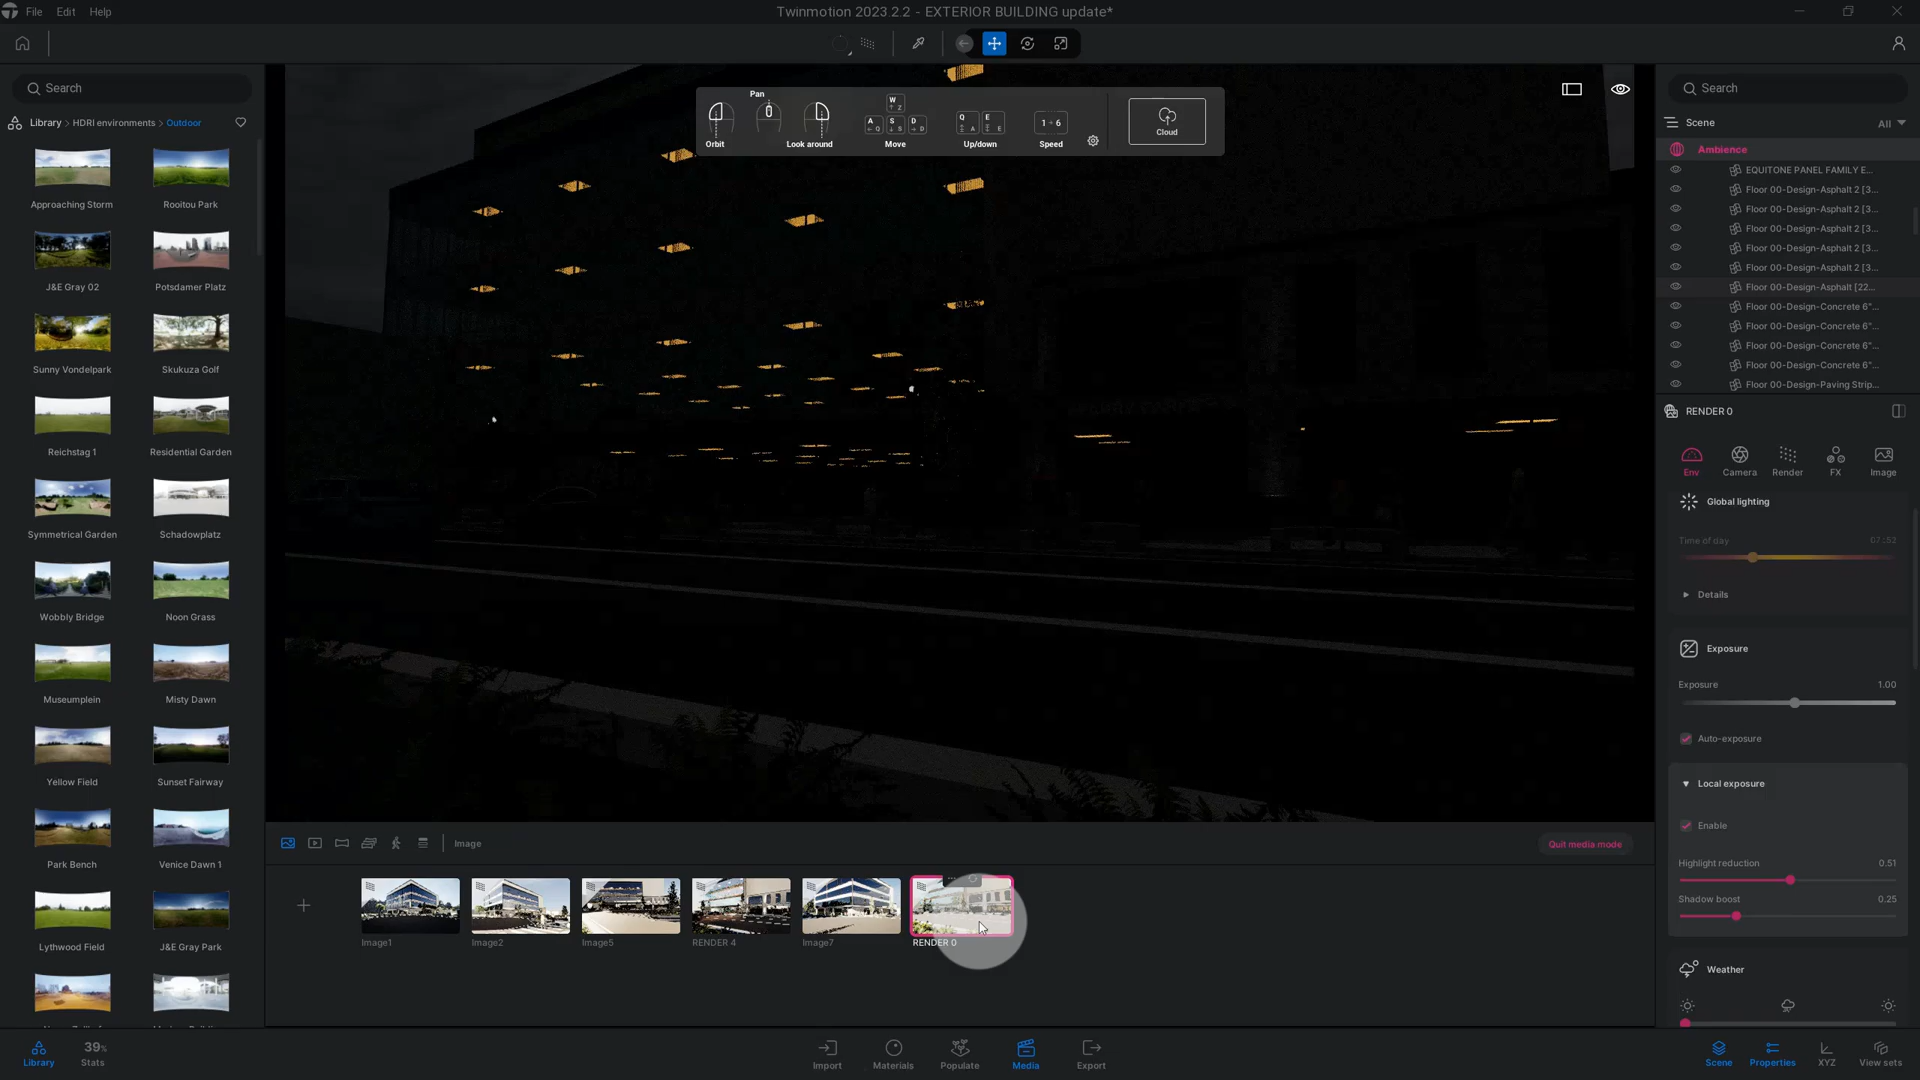 File Edit Help
Twinmotion 2023.2.2 - EXTERIOR BUILDING update*
Search
Library > HDRI environments > Outdoor
Approaching Storm
Rooitou Park
J&E Gray 02
Potsdamer Platz
Sunny Vondelpark
Skukuza Golf
Reichstag 1
Residential Garden
Symmetrical Garden
Schadowplatz
Wobbly Bridge
Noon Grass
Museumplein
Misty Dawn
Yellow Field
Sunset Fairway
Park Bench
Venice Dawn 1
Lythwood Field
J&E Gray Park
Library
39%
Stats
Pan
Orbit
Look around
W
Z
A
Q
S
S
D
D
Move
Q
A
E
E
Up/down
1 - 6
Speed
Cloud
Image
Quit media mode
Image1
Image2
Image5
RENDER 4
Image7
RENDER 0
Import
Materials
Populate
Media
Export
Search
Scene
All
Ambience
EQUITONE PANEL FAMILY E...
Floor 00-Design-Asphalt 2 [3...
Floor 00-Design-Asphalt 2 [3...
Floor 00-Design-Asphalt 2 [3...
Floor 00-Design-Asphalt 2 [3...
Floor 00-Design-Asphalt 2 [3...
Floor 00-Design-Asphalt [22...
Floor 00-Design-Concrete 6"...
Floor 00-Design-Concrete 6"...
Floor 00-Design-Concrete 6"...
Floor 00-Design-Concrete 6"...
Floor 00-Design-Paving Strip...
RENDER 0
Env
Camera
Render
FX
Image
Global lighting
Time of day 07:52
Details
Exposure
Exposure 1.00
Auto-exposure
Local exposure
Enable
Highlight reduction 0.51
Shadow boost 0.25
Weather
Scene
Properties
XYZ
View sets